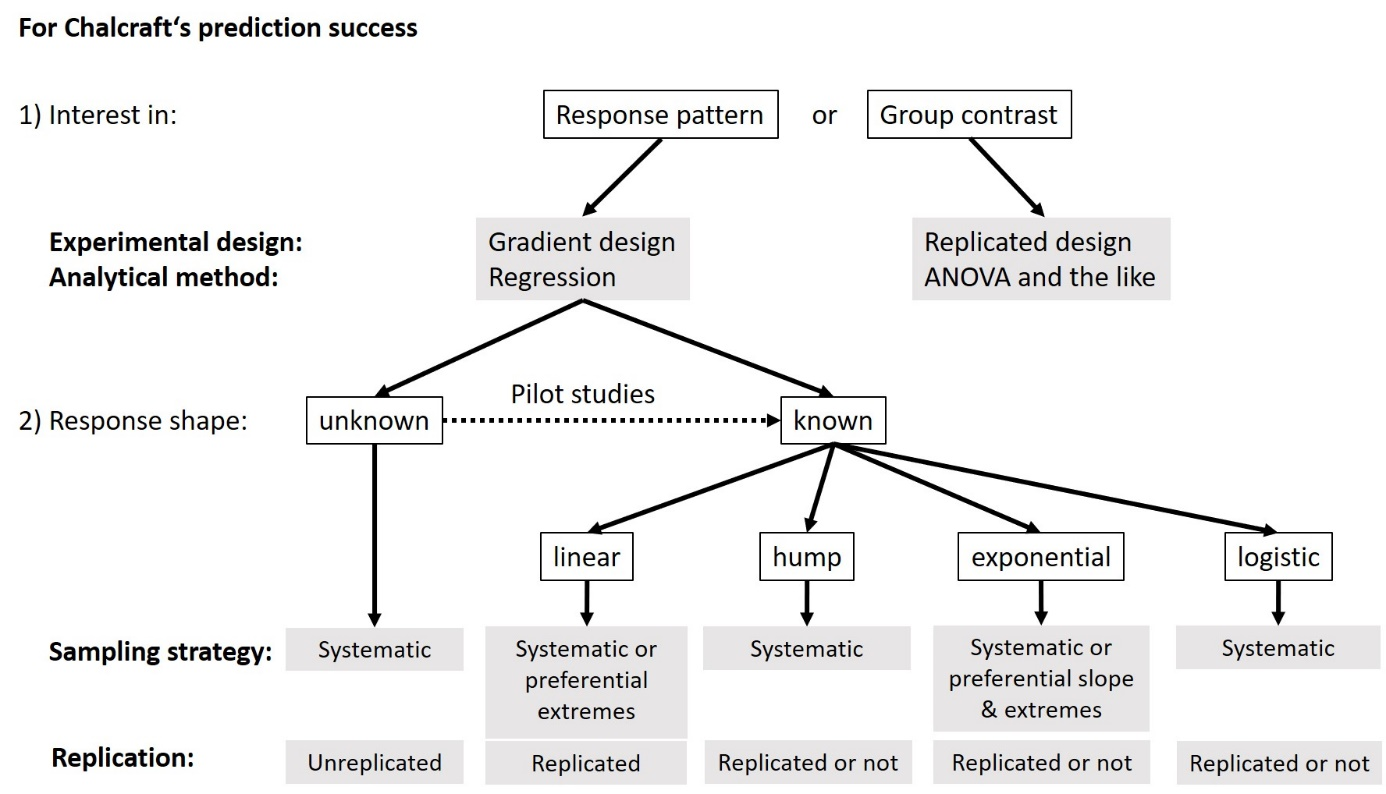 For Chalcraft‘s prediction success
1) Interest in:
Response pattern
or
Group contrast
Experimental design:
Analytical method:
Gradient design
Regression
Replicated design
ANOVA and the like
Pilot studies
2) Response shape:
unknown
known
linear
hump
exponential
logistic
Sampling strategy:
Systematic
Systematic or
preferential
extremes
Systematic
Systematic or
preferential slope
& extremes
Systematic
Replication:
Unreplicated
Replicated
Replicated or not
Replicated or not
Replicated or not